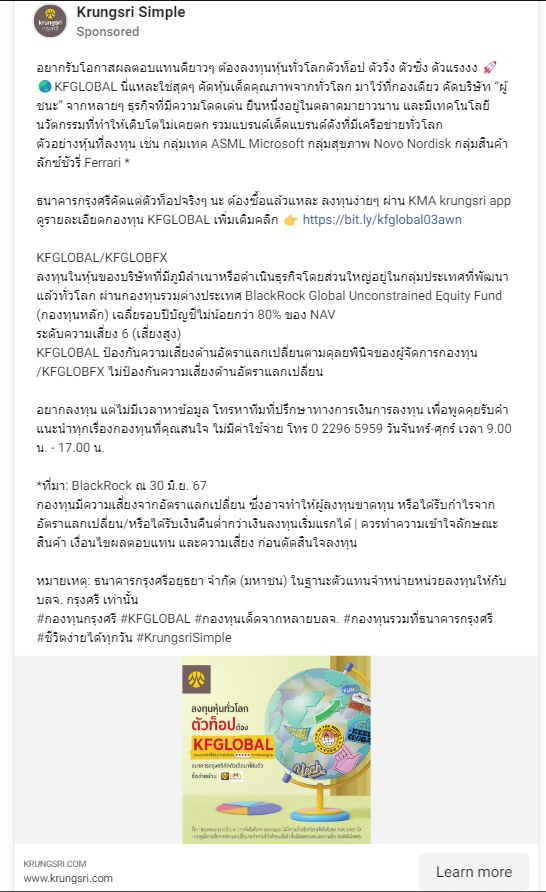 Krungsri Simple
Sponsored
อยากรับโอกาสผลตอบแทนดียาวๆ ต้องลงทุนหุ้นทั่วโลกตัวท็อป ตัววิ่ง ตัวซิ่ง ตัวแรงงง 🚀
🌏 KFGLOBAL นี่แหละใช่สุดๆ คัดหุ้นเด็ดคุณภาพจากทั่วโลก มาไว้ที่กองเดียว คัดบริษัท “ผู้
ชนะ” จากหลายๆ ธุรกิจที่มีความโดดเด่น ยืนหนึ่งอยู่ในตลาดมายาวนาน และมีเทคโนโลยี
นวัตกรรมที่ทำให้เติบโตไม่เคยตก รวมแบรนด์เด็ดแบรนด์ดังที่มีเครือข่ายทั่วโลก
ตัวอย่างหุ้นที่ลงทุน เช่น กลุ่มเทค ASML Microsoft กลุ่มสุขภาพ Novo Nordisk กลุ่มสินค้า
ลักซ์ชัวรี่ Ferrari *
ธนาคารกรุงศรีคัดแต่ตัวท็อปจริงๆ นะ ต้องซื้อแล้วแหละ ลงทุนง่ายๆ ผ่าน KMA krungsri app
ดูรายละเอียดกองทุน KFGLOBAL เพิ่มเติมคลิก 👉 https://bit.ly/kfglobal03awn
KFGLOBAL/KFGLOBFX
ลงทุนในหุ้นของบริษัทที่มีภูมิลำเนาหรือดำเนินธุรกิจโดยส่วนใหญ่อยู่ในกลุ่มประเทศที่พัฒนา
แล้วทั่วโลก ผ่านกองทุนรวมต่างประเทศ BlackRock Global Unconstrained Equity Fund
(กองทุนหลัก) เฉลี่ยรอบปีบัญชีไม่น้อยกว่า 80% ของ NAV
ระดับความเสี่ยง 6 (เสี่ยงสูง)
KFGLOBAL ป้องกันความเสี่ยงด้านอัตราแลกเปลี่ยนตามดุลยพินิจของผู้จัดการกองทุน
/KFGLOBFX ไม่ป้องกันความเสี่ยงด้านอัตราแลกเปลี่ยน
อยากลงทุน แต่ไม่มีเวลาหาข้อมูล โทรหาทีมที่ปรึกษาทางการเงินการลงทุน เพื่อพูดคุยรับคำ
แนะนำทุกเรื่องกองทุนที่คุณสนใจ ไม่มีค่าใช้จ่าย โทร 0 2296 5959 วันจันทร์-ศุกร์ เวลา 9.00
น. - 17.00 น.
*ที่มา: BlackRock ณ 30 มิ.ย. 67
กองทุนมีความเสี่ยงจากอัตราแลกเปลี่ยน ซึ่งอาจทำให้ผู้ลงทุนขาดทุน หรือได้รับกำไรจาก
อัตราแลกเปลี่ยน/หรือได้รับเงินคืนต่ำกว่าเงินลงทุนเริ่มแรกได้ | ควรทำความเข้าใจลักษณะ
สินค้า เงื่อนไขผลตอบแทน และความเสี่ยง ก่อนตัดสินใจลงทุน
หมายเหตุ: ธนาคารกรุงศรีอยุธยา จำกัด (มหาชน) ในฐานะตัวแทนจำหน่ายหน่วยลงทุนให้กับ
บลจ. กรุงศรี เท่านั้น
#กองทุนกรุงศรี #KFGLOBAL #กองทุนเด็ดจากหลายบลจ. #กองทุนรวมที่ธนาคารกรุงศรี
#ชีวิตง่ายได้ทุกวัน #KrungsriSimple
ลงทุนหุ้นทั่วโลก
ตัวท็อปต้อง
KFGLOBAL
ธนาคารกรุงศรีคัดตัวเด็ดมาให้แล้ว
ซื้อง่ายผ่าน
KRUNGSRI.COM
www.krungsri.com
Learn more